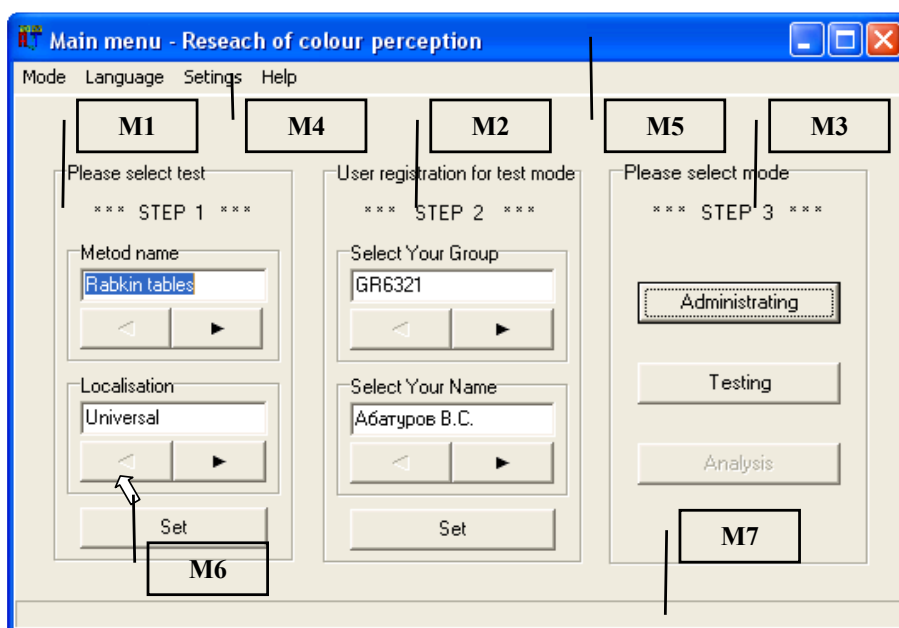 Main menu - Reseach of colour perception
Mode Language Setings Help
M1 M4 M2 M5 M3
Please select test
*** STEP 1 ***
Metod name
Rabkin tables
Localisation
Universal
Set
M6
User registration for test mode
*** STEP 2 ***
Select Your Group
GR6321
Select Your Name
Абатуров В.С.
Set
Please select mode
*** STEP 3 ***
Administrating
Testing
Analysis
M7